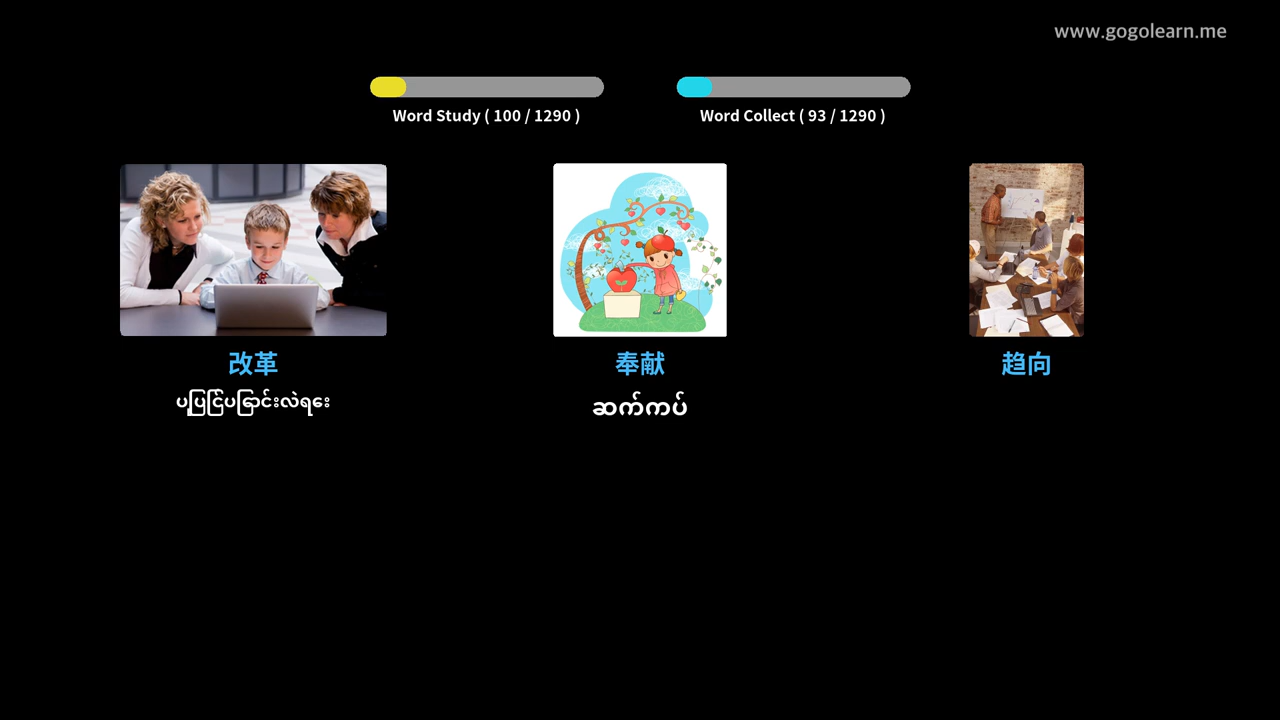 www.gogolearn.me
Word Study ( 100 / 1290 )
Word Collect ( 93 / 1290 )
改革
奉献
趋向
ပြုပြင်ပြောင်းလဲရေး
ဆက်ကပ်